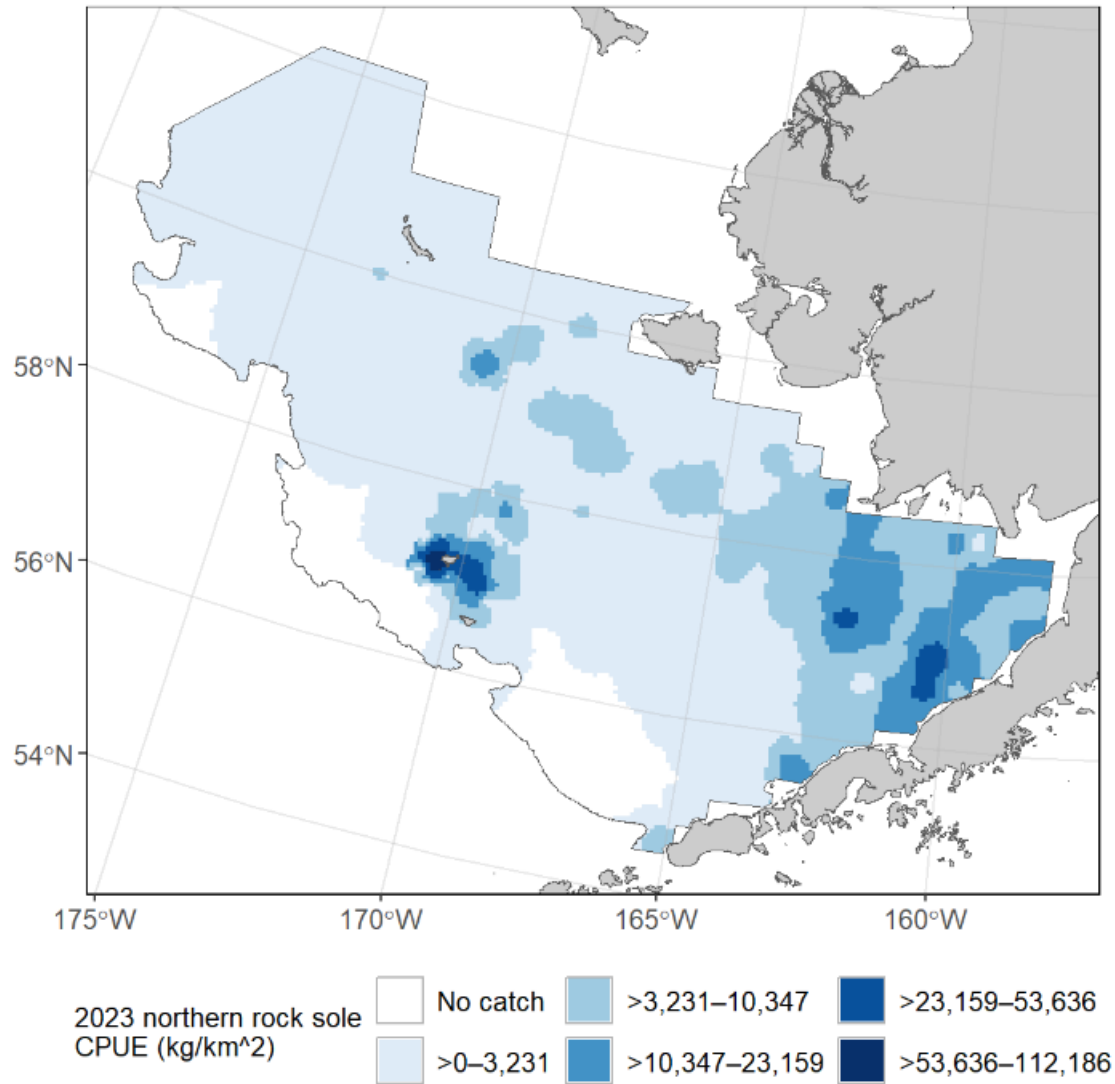 58°N
56°N
54°N
175°W 170°W 165°W 160°W
2023 northern rock sole
CPUE (kg/km^2)
No catch
>0–3,231
>3,231–10,347
>10,347–23,159
>23,159–53,636
>53,636–112,186